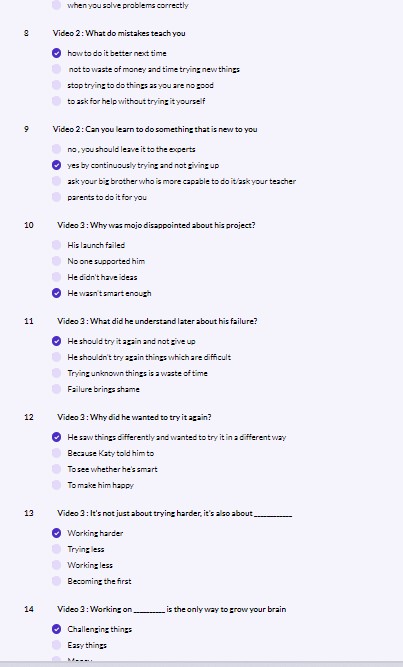 when you solve problems correctly
8 Video 2 : What do mistakes teach you
how to do it better next time
not to waste of money and time trying new things
stop trying to do things as you are no good
to ask for help without trying it yourself
9 Video 2 : Can you learn to do something that is new to you
no , you should leave it to the experts
yes by continuously trying and not giving up
ask your big brother who is more capable to do it/ask your teacher
parents to do it for you
10 Video 3 : Why was mojo disappointed about his project?
His launch failed
No one supported him
He didn't have ideas
He wasn't smart enough
11 Video 3 : What did he understand later about his failure?
He should try it again and not give up
He shouldn't try again things which are difficult
Trying unknown things is a waste of time
Failure brings shame
12 Video 3 : Why did he wanted to try it again?
He saw things differently and wanted to try it in a different way
Because Katy told him to
To see whether he's smart
To make him happy
13 Video 3 : It's not just about trying harder, it's also about __________
Working harder
Trying less
Working less
Becoming the first
14 Video 3 : Working on ________ is the only way to grow your brain
Challenging things
Easy things